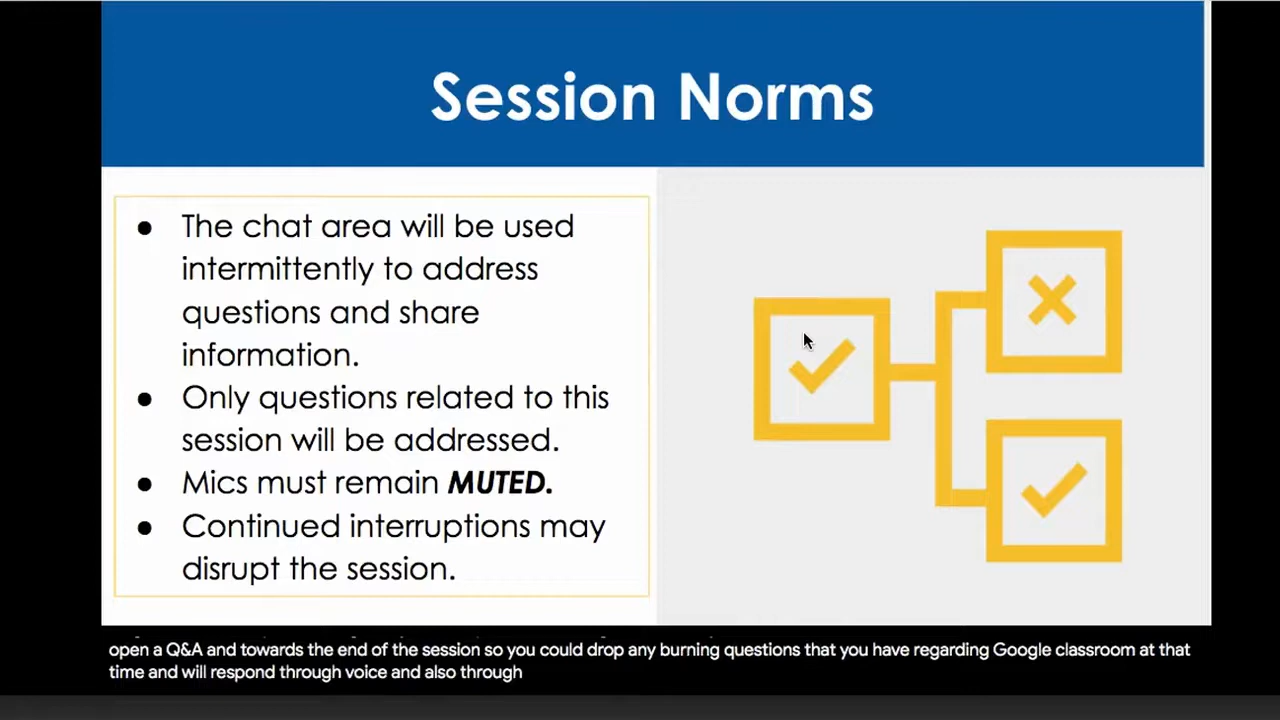 Session Norms
● The chat area will be used
intermittently to address
questions and share
information.
● Only questions related to this
session will be addressed.
● Mics must remain MUTED.
● Continued interruptions may
disrupt the session.
open a Q&A and towards the end of the session so you could drop any burning questions that you have regarding Google classroom at that
time and will respond through voice and also through